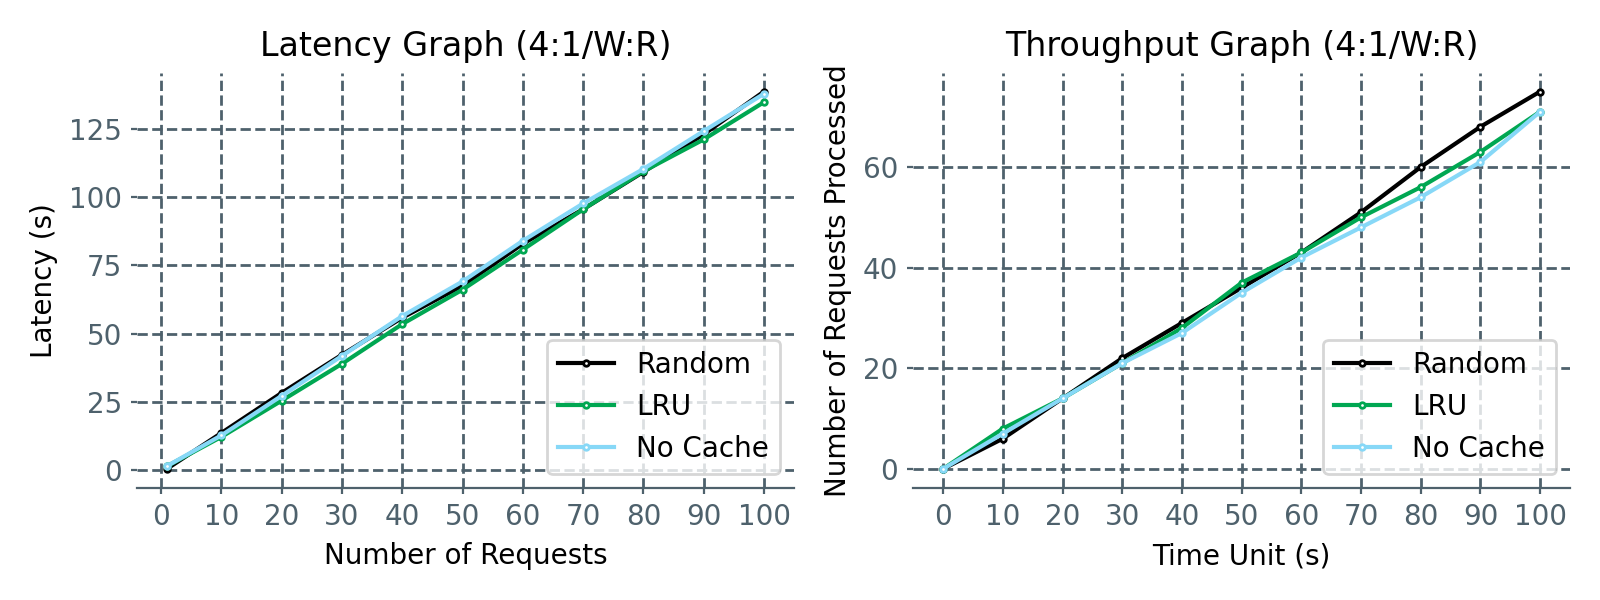 Latency Graph (4:1/W:R)
Latency (s)
125
100
75
50
25
0
0 10 20 30 40 50 60 70 80 90 100
Number of Requests
Random
LRU
No Cache
Throughput Graph (4:1/W:R)
Number of Requests Processed
60
40
20
0
0 10 20 30 40 50 60 70 80 90 100
Time Unit (s)
Random
LRU
No Cache